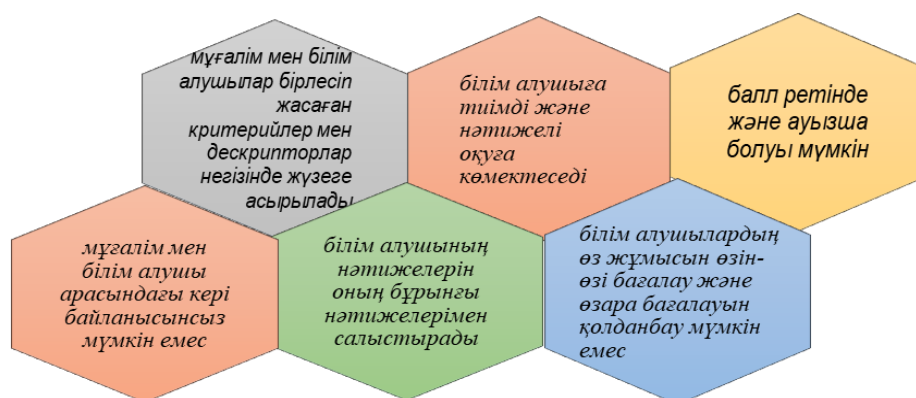 мұғалім мен білім
алушылар бірлесіп
жасаған
критерийлер мен
дескрипторлар
негізінде жүзеге
асырылады
білім алушыға
тиімді және
нәтижелі
оқуға
көмектеседі
балл ретінде
және ауызша
болуы мүмкін
мұғалім мен
білім алушы
арасындағы кері
байланысынсыз
мүмкін емес
білім алушының
нәтижелерін
оның бұрынғы
нәтижелерімен
салыстырады
білім алушылардың
өз жұмысын өзін-
өзі бағалау және
өзара бағалауын
қолданбау мүмкін
емес